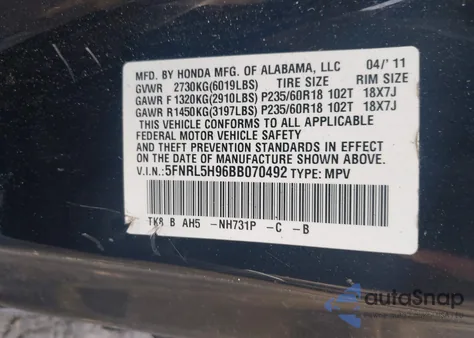 MFD. BY HONDA MFG. OF ALABAMA, LLC 04/ 11
GVWR 2730KG(6019LBS) TIRE SIZE RIM SIZE
GAWR F 1320KG(2910LBS) P235/60R18 102T 18X7J
GAWR R1450KG(3197LBS) P235/60R18 102T 18X7J
THIS VEHICLE CONFORMS TO ALL APPLICABLE
FEDERAL MOTOR VEHICLE SAFETY
AND THEFT PREVENTION STANDARDS IN EFFECT
ON THE DATE OF MANUFACTURE SHOWN ABOVE.
V.I.N.: 5FNRL5H96BB070492 TYPE: MPV
TK8 B AH5 -NH731P -C -B
autoSnap